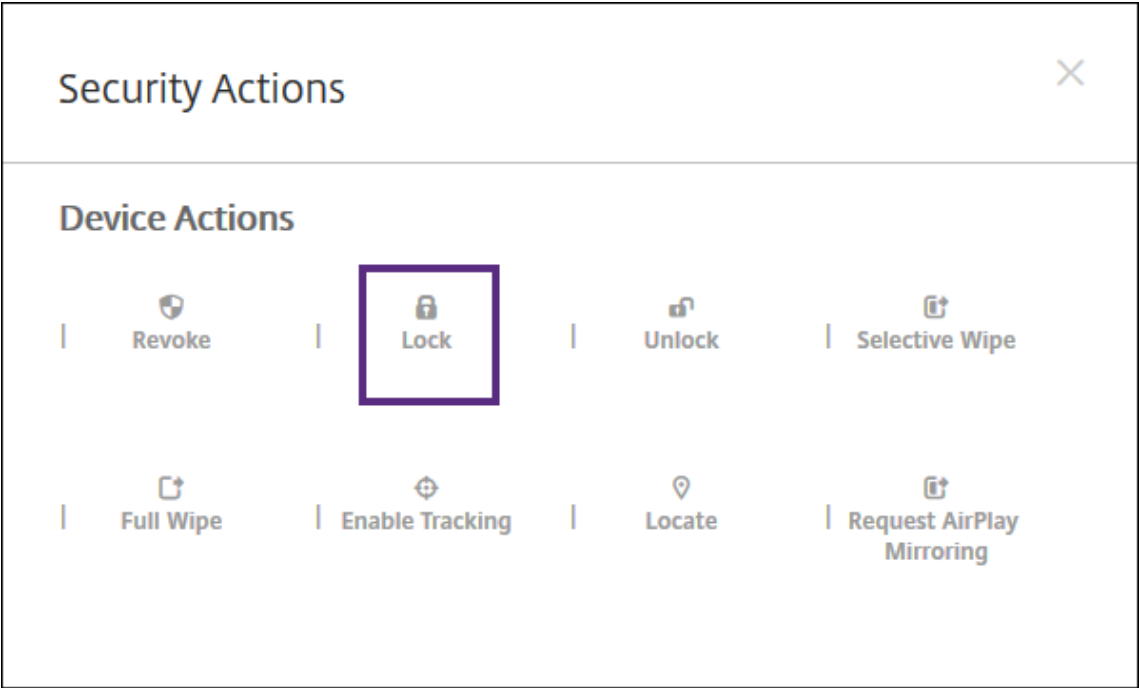 Security Actions
Device Actions
Revoke
Lock
Unlock
Selective Wipe
Full Wipe
Enable Tracking
Locate
Request AirPlay
Mirroring